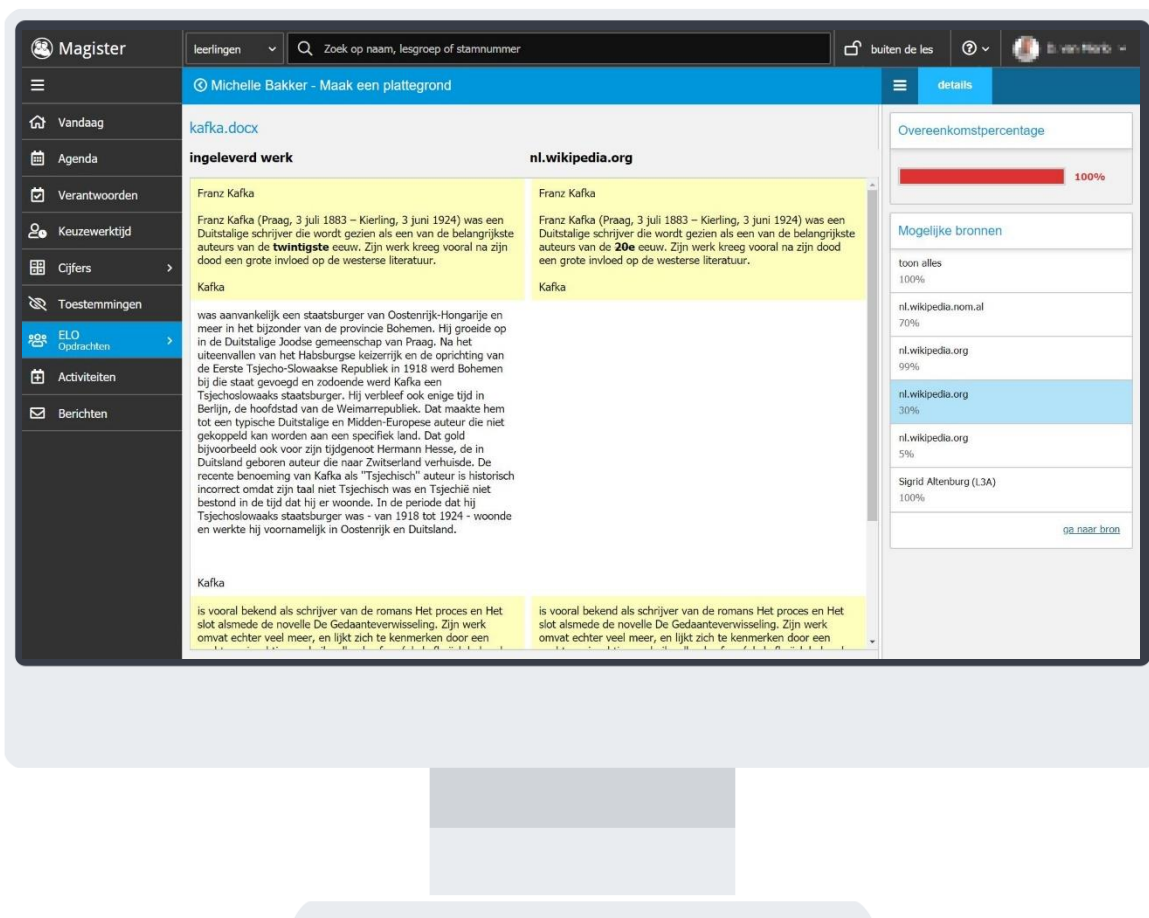 Magister
leerlingen
Zoek op naam, lesgroep of stamnummer
buiten de les
Michelle Bakker - Maak een plattegrond
details
Vandaag
Agenda
Verantwoorden
Keuzewerktijd
Cijfers
Toestemmingen
ELO
Opdrachten
Activiteiten
Berichten
kafka.docx
ingeleverd werk
Franz Kafka
Franz Kafka (Praag, 3 juli 1883 – Kierling, 3 juni 1924) was een
Duitstalige schrijver die wordt gezien als een van de belangrijkste
auteurs van de twintigste eeuw. Zijn werk kreeg vooral na zijn
dood een grote invloed op de westerse literatuur.
Kafka
was aanvankelijk een staatsburger van Oostenrijk-Hongarije en
meer in het bijzonder van de provincie Bohemen. Hij groeide op
in de Duitstalige Joodse gemeenschap van Praag. Na het
uiteenvallen van het Habsburgse keizerrijk en de oprichting van
de Eerste Tsjecho-Slowaakse Republiek in 1918 werd Bohemen
bij die staat gevoegd en zodoende werd Kafka een
Tsjechoslowaaks staatsburger. Hij verbleef ook enige tijd in
Berlijn, de hoofdstad van de Weimarrepubliek. Dat maakte hem
tot een typische Duitstalige en Midden-Europese auteur die niet
gekoppeld kan worden aan een specifiek land. Dat gold
bijvoorbeeld ook voor zijn tijdgenoot Hermann Hesse, de in
Duitsland geboren auteur die naar Zwitserland verhuisde. De
recente benoeming van Kafka als "Tsjechisch" auteur is historisch
incorrect omdat zijn taal niet Tsjechisch was en Tsjechië niet
bestond in de tijd dat hij er woonde. In de periode dat hij
Tsjechoslowaaks staatsburger was - van 1918 tot 1924 - woonde
en werkte hij voornamelijk in Oostenrijk en Duitsland.
Kafka
is vooral bekend als schrijver van de romans Het proces en Het
slot alsmede de novelle De Gedaanteverwisseling. Zijn werk
omvat echter veel meer, en lijkt zich te kenmerken door een
nl.wikipedia.org
Franz Kafka
Franz Kafka (Praag, 3 juli 1883 – Kierling, 3 juni 1924) was een
Duitstalige schrijver die wordt gezien als een van de belangrijkste
auteurs van de 20e eeuw. Zijn werk kreeg vooral na zijn dood
een grote invloed op de westerse literatuur.
Kafka
is vooral bekend als schrijver van de romans Het proces en Het
slot alsmede de novelle De Gedaanteverwisseling. Zijn werk
omvat echter veel meer, en lijkt zich te kenmerken door een
Overeenkomstpercentage
100%
Mogelijke bronnen
toon alles
100%
nl.wikipedia.nom.al
70%
nl.wikipedia.org
99%
nl.wikipedia.org
30%
nl.wikipedia.org
5%
Sigrid Altenburg (L3A)
100%
ga naar bron